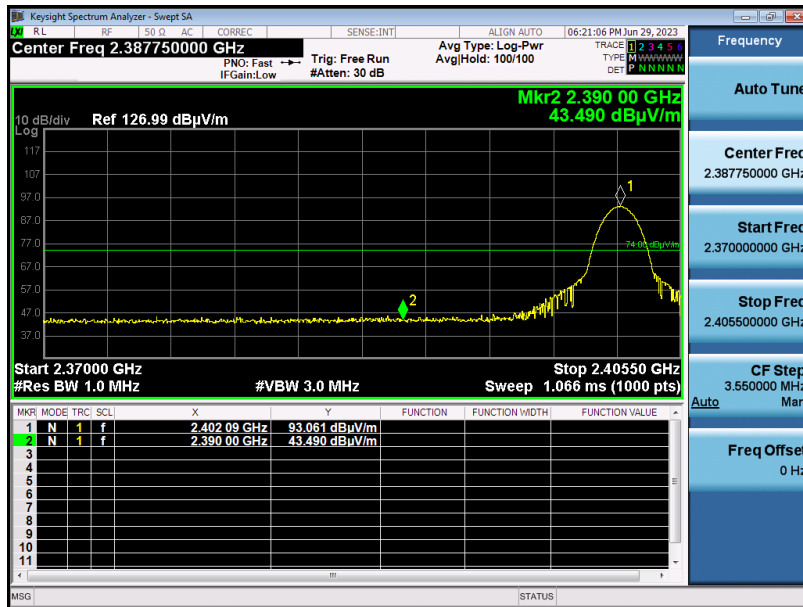 Keysight Spectrum Analyzer - Swept SA
RL RF 50 Ω AC CORREC SENSE:INT ALIGN AUTO 06:21:06 PM Jun 29, 2023
Center Freq 2.387750000 GHz
PNO: Fast
IFGain:Low
Trig: Free Run
#Atten: 30 dB
Avg Type: Log-Pwr
Avg|Hold: 100/100
TRACE 1 2 3 4 5 6
TYPE MWWWWW
DET P NNNNN
Mkr2 2.390 00 GHz
43.490 dBµV/m
10 dB/div
Log
Ref 126.99 dBµV/m
117
107
97.0
87.0
77.0
67.0
57.0
47.0
37.0
1
74.00 dBµV/m
2
Start 2.37000 GHz Stop 2.40550 GHz
#Res BW 1.0 MHz #VBW 3.0 MHz Sweep 1.066 ms (1000 pts)
MKR MODE TRC SCL X Y FUNCTION FUNCTION WIDTH FUNCTION VALUE
1 N 1 f 2.402 09 GHz 93.061 dBµV/m
2 N 1 f 2.390 00 GHz 43.490 dBµV/m
3
4
5
6
7
8
9
10
11
MSG STATUS
Frequency
Auto Tune
Center Freq
2.387750000 GHz
Start Freq
2.370000000 GHz
Stop Freq
2.405500000 GHz
CF Step
3.550000 MHz
Auto Man
Freq Offset
0 Hz